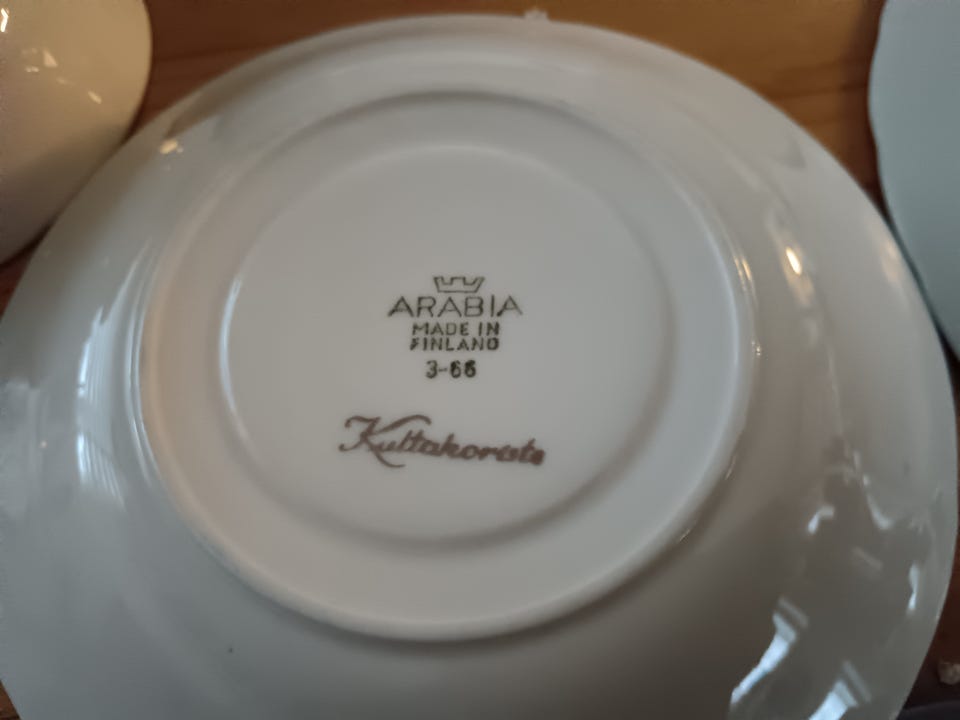 ARABIA
MADE IN
FINLAND
3-66
Kultakoriste